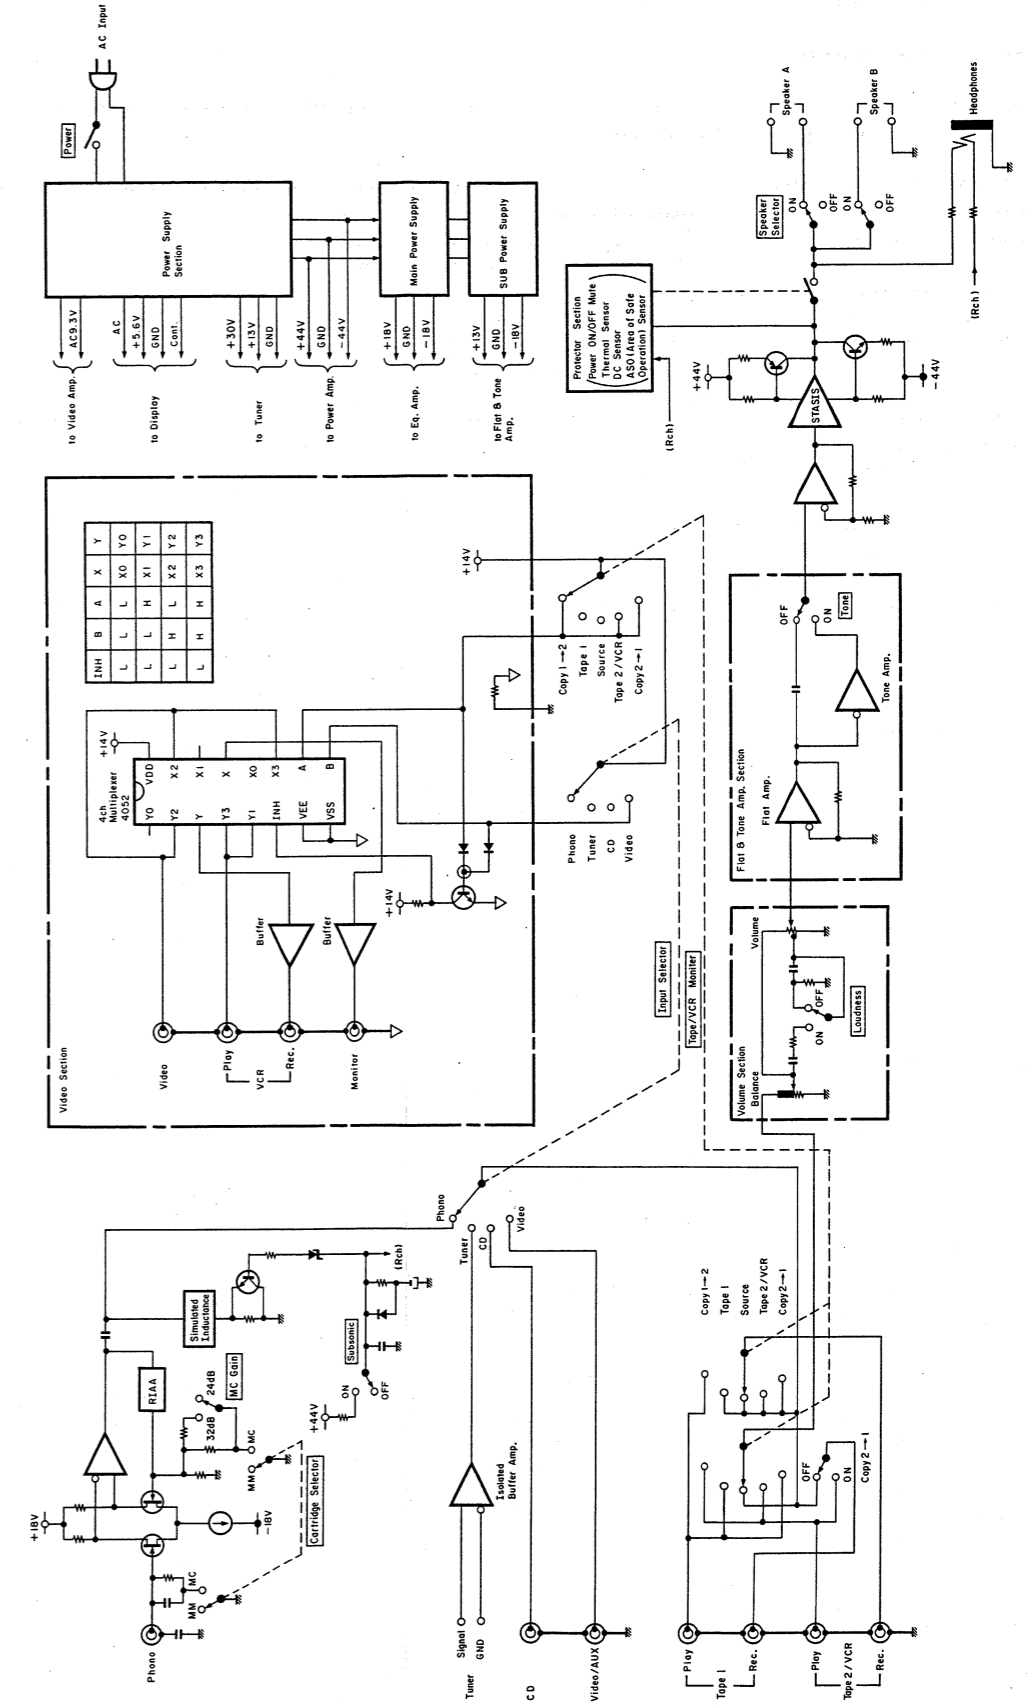 Phono
MM
MC
+18V
-18V
Cartridge Selector
MM
MC
32dB
24dB
MC Gain
RIAA
Simulated
Inductance
+44V
ON
OFF
Subsonic
(Rch)
Tuner
Signal
GND
Isolated
Buffer Amp.
CD
Video/AUX
Phono
Tuner
CD
Video
Play
Tape 1
Rec.
Play
Tape 2/VCR
Rec.
OFF
ON
Copy 2→1
Copy 1→2
Tape 1
Source
Tape 2/VCR
Copy 2→1
Video Section
Video
Play
VCR
Rec.
Monitor
Buffer
Buffer
4ch
Multiplexer
4052
+14V
VDD
X2
X1
X
X0
X3
A
B
Y0
Y2
Y
Y3
Y1
INH
VEE
VSS
+14V
INH B A X Y
L L L X0 Y0
L L H X1 Y1
L H L X2 Y2
L H H X3 Y3
+14V
Copy 1→2
Tape 1
Source
Tape 2/VCR
Copy 2→1
Phono
Tuner
CD
Video
Input Selector
Tape/VCR Moniter
Volume Section
Balance
Volume
ON
OFF
Loudness
Flat & Tone Amp. Section
Flat Amp.
Tone Amp.
OFF
ON
Tone
STASIS
+44V
-44V
(Rch)
Protector Section
(Power ON/OFF Mute
Thermal Sensor
DC Sensor
ASO (Area of Safe
Operation) Sensor)
Speaker
Selector
ON
OFF
ON
OFF
Speaker A
Speaker B
Headphones
(Rch)
AC Input
Power
Power Supply
Section
Main Power Supply
SUB Power Supply
AC9.3V
to Video Amp.
AC
+5.6V
GND
Cont.
to Display
+30V
+13V
GND
to Tuner
+44V
GND
-44V
to Power Amp.
+18V
GND
-18V
to Eq. Amp.
+13V
GND
-18V
to Flat & Tone
Amp.